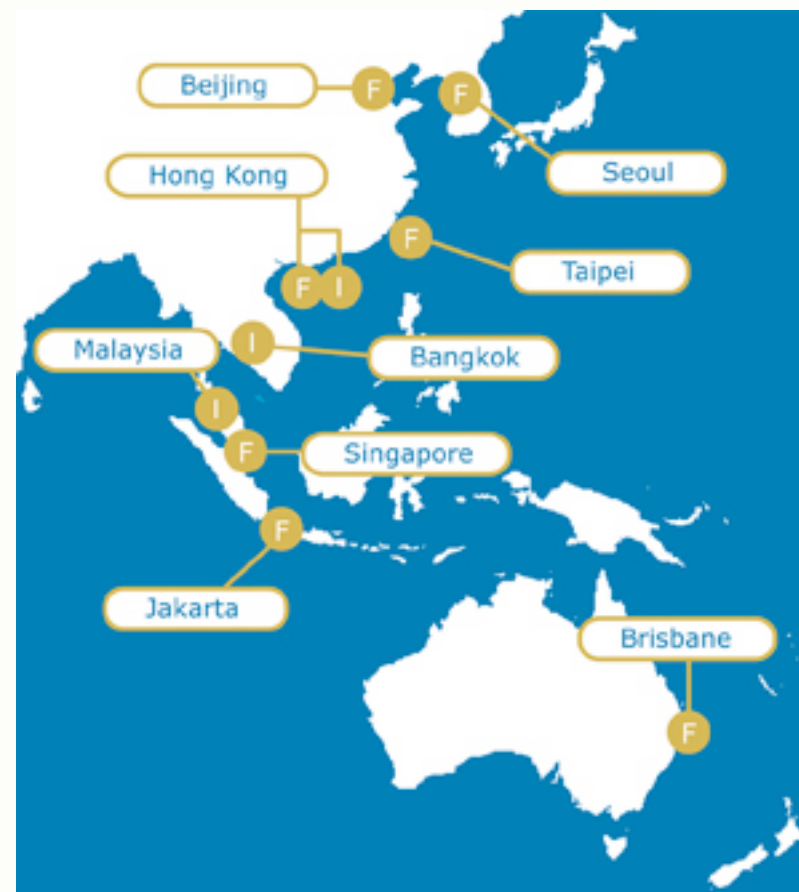 Beijing
F
F
Seoul
Hong Kong
F
Taipei
F
I
Malaysia
I
Bangkok
I
F
Singapore
F
Jakarta
Brisbane
F